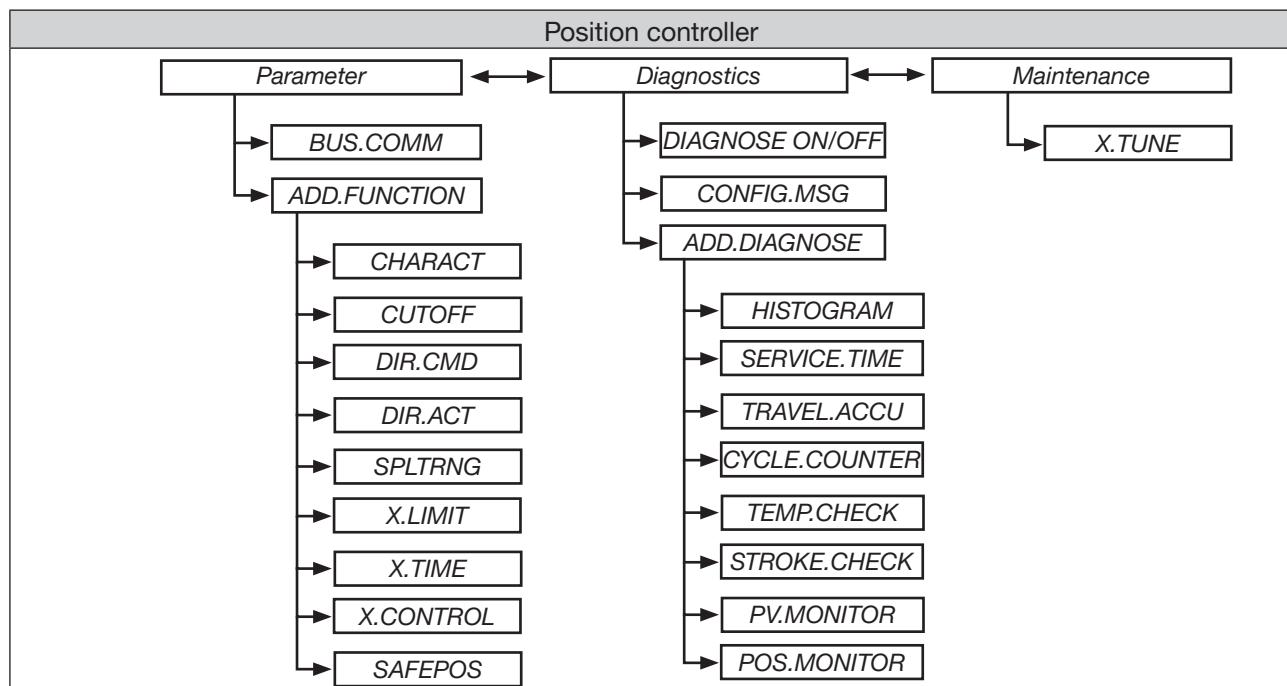 Position controller
Parameter
Diagnostics
Maintenance
BUS.COMM
ADD.FUNCTION
CHARACT
CUTOFF
DIR.CMD
DIR.ACT
SPLTRNG
X.LIMIT
X.TIME
X.CONTROL
SAFEPOS
DIAGNOSE ON/OFF
CONFIG.MSG
ADD.DIAGNOSE
HISTOGRAM
SERVICE.TIME
TRAVEL.ACCU
CYCLE.COUNTER
TEMP.CHECK
STROKE.CHECK
PV.MONITOR
POS.MONITOR
X.TUNE